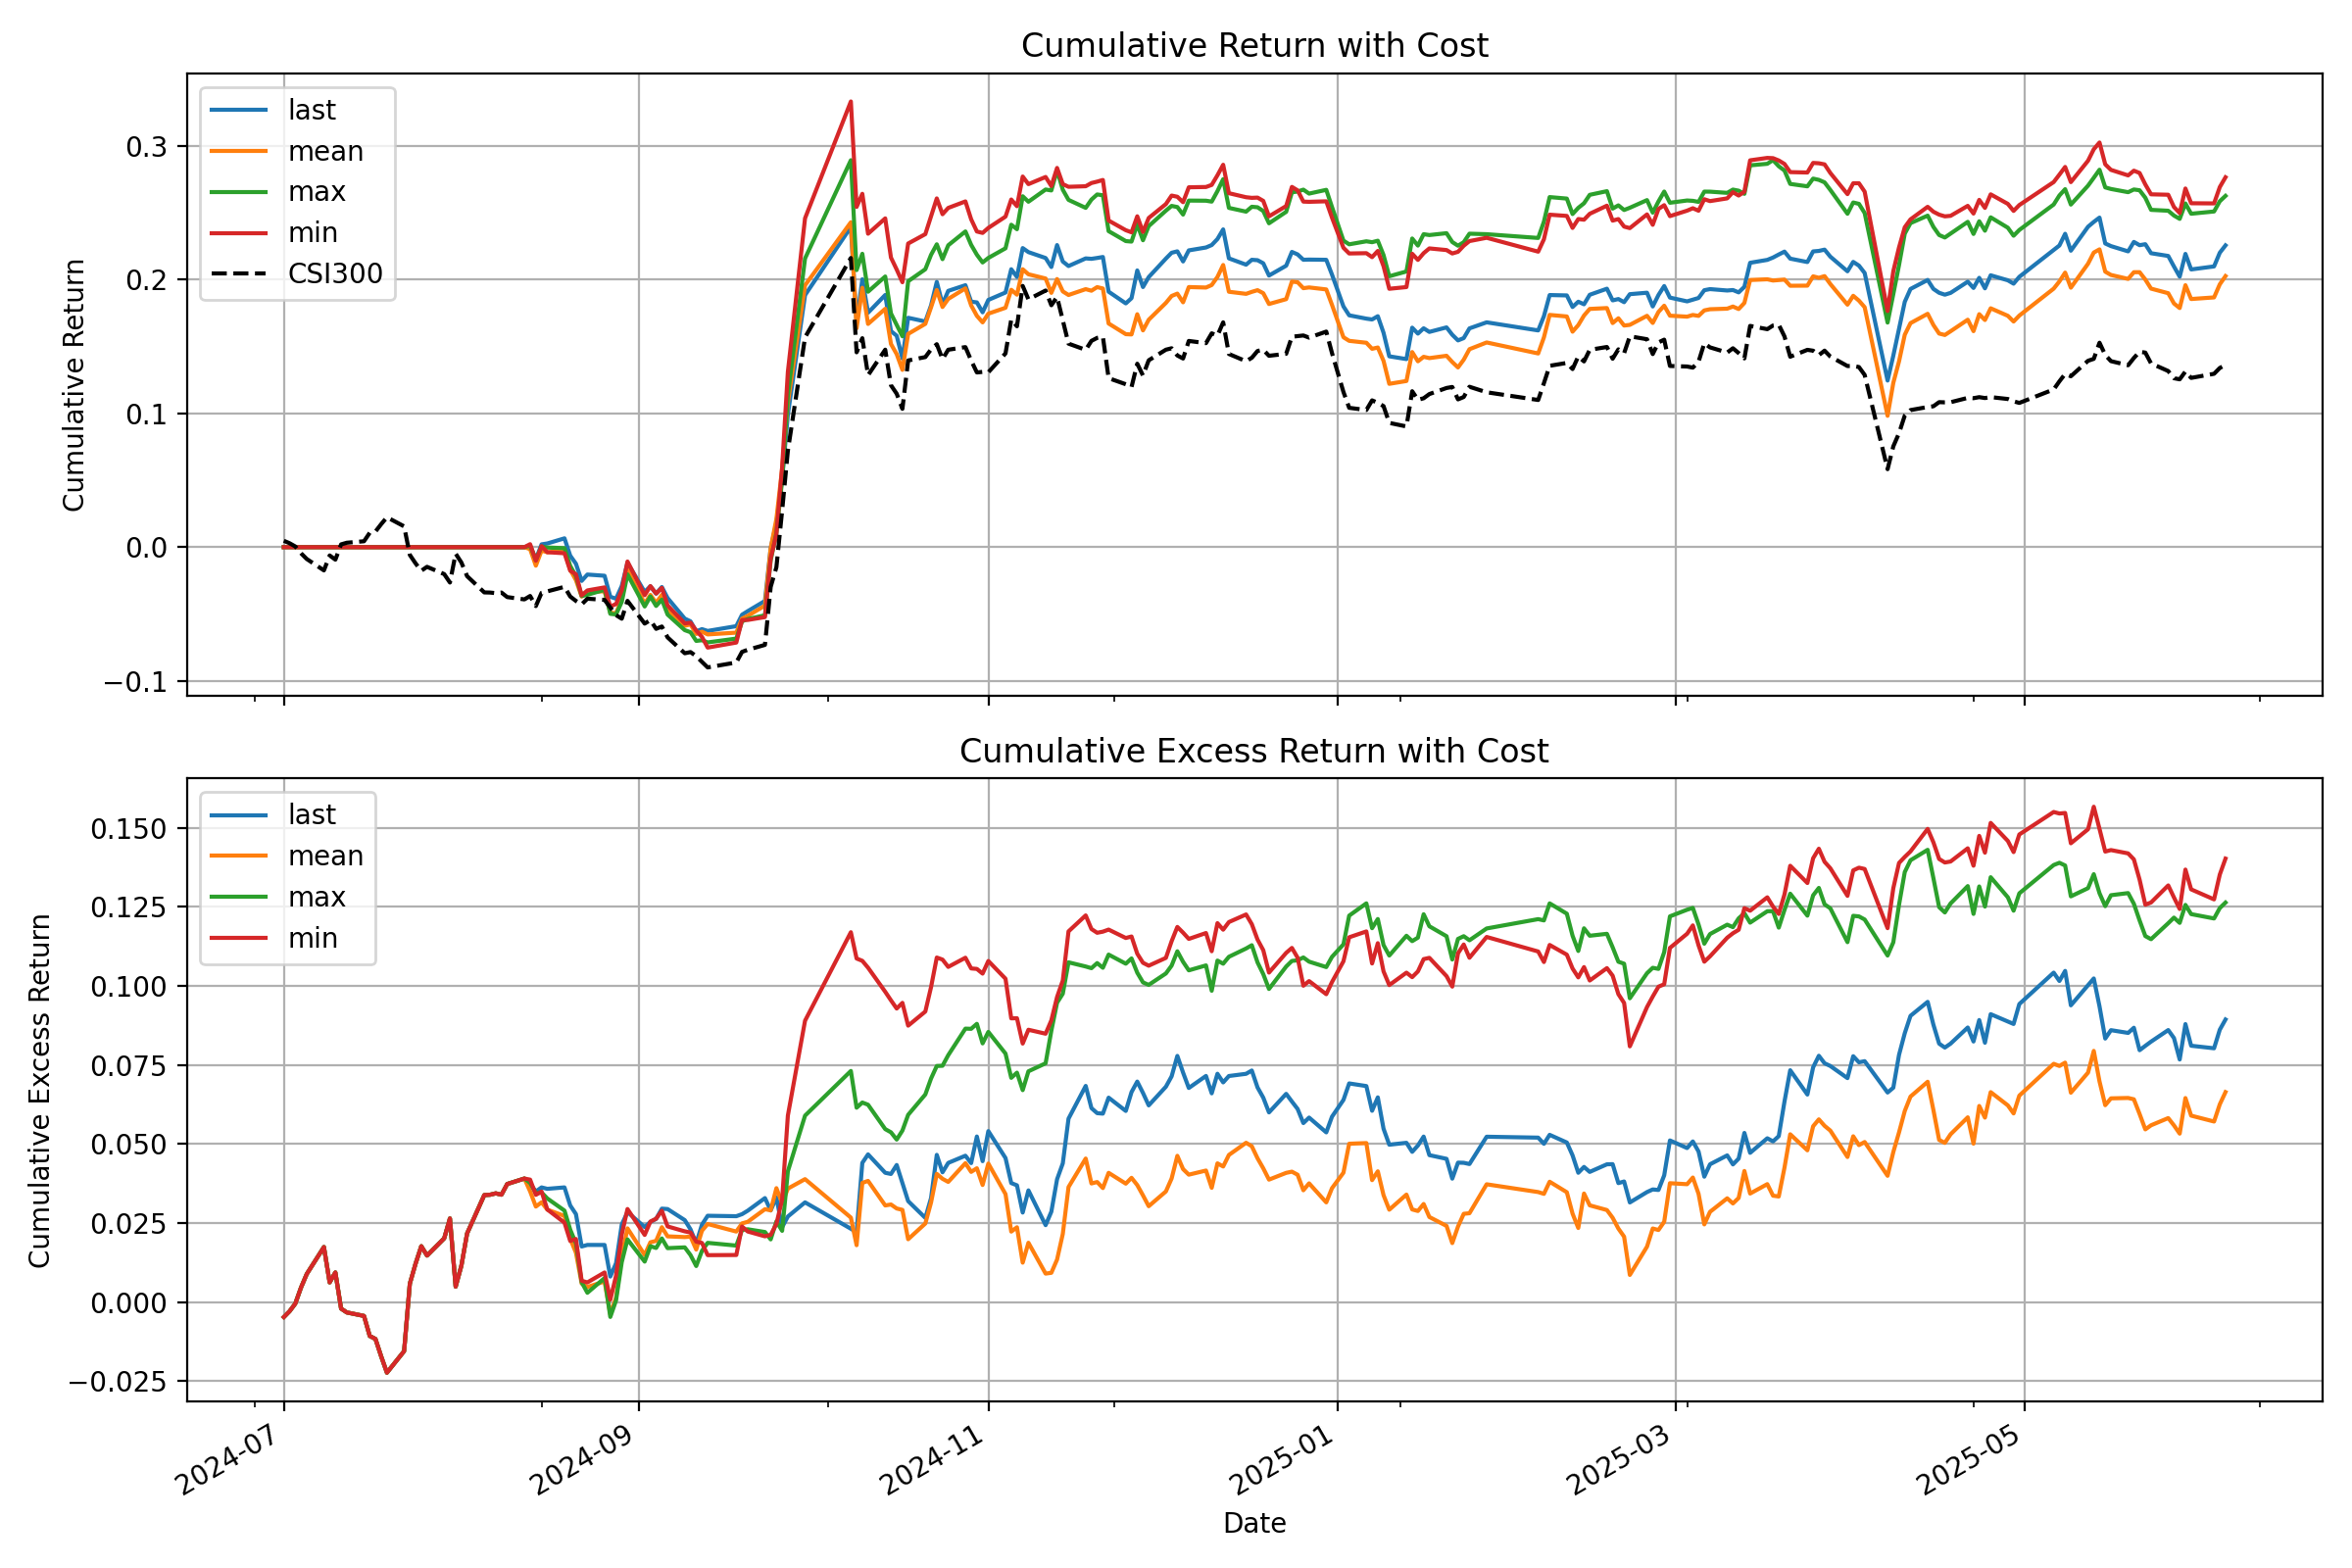 Cumulative Return with Cost
Cumulative Return
0.3
0.2
0.1
0.0
−0.1
last
mean
max
min
CSI300
Cumulative Excess Return with Cost
Cumulative Excess Return
0.150
0.125
0.100
0.075
0.050
0.025
0.000
−0.025
last
mean
max
min
2024-07
2024-09
2024-11
2025-01
2025-03
2025-05
Date